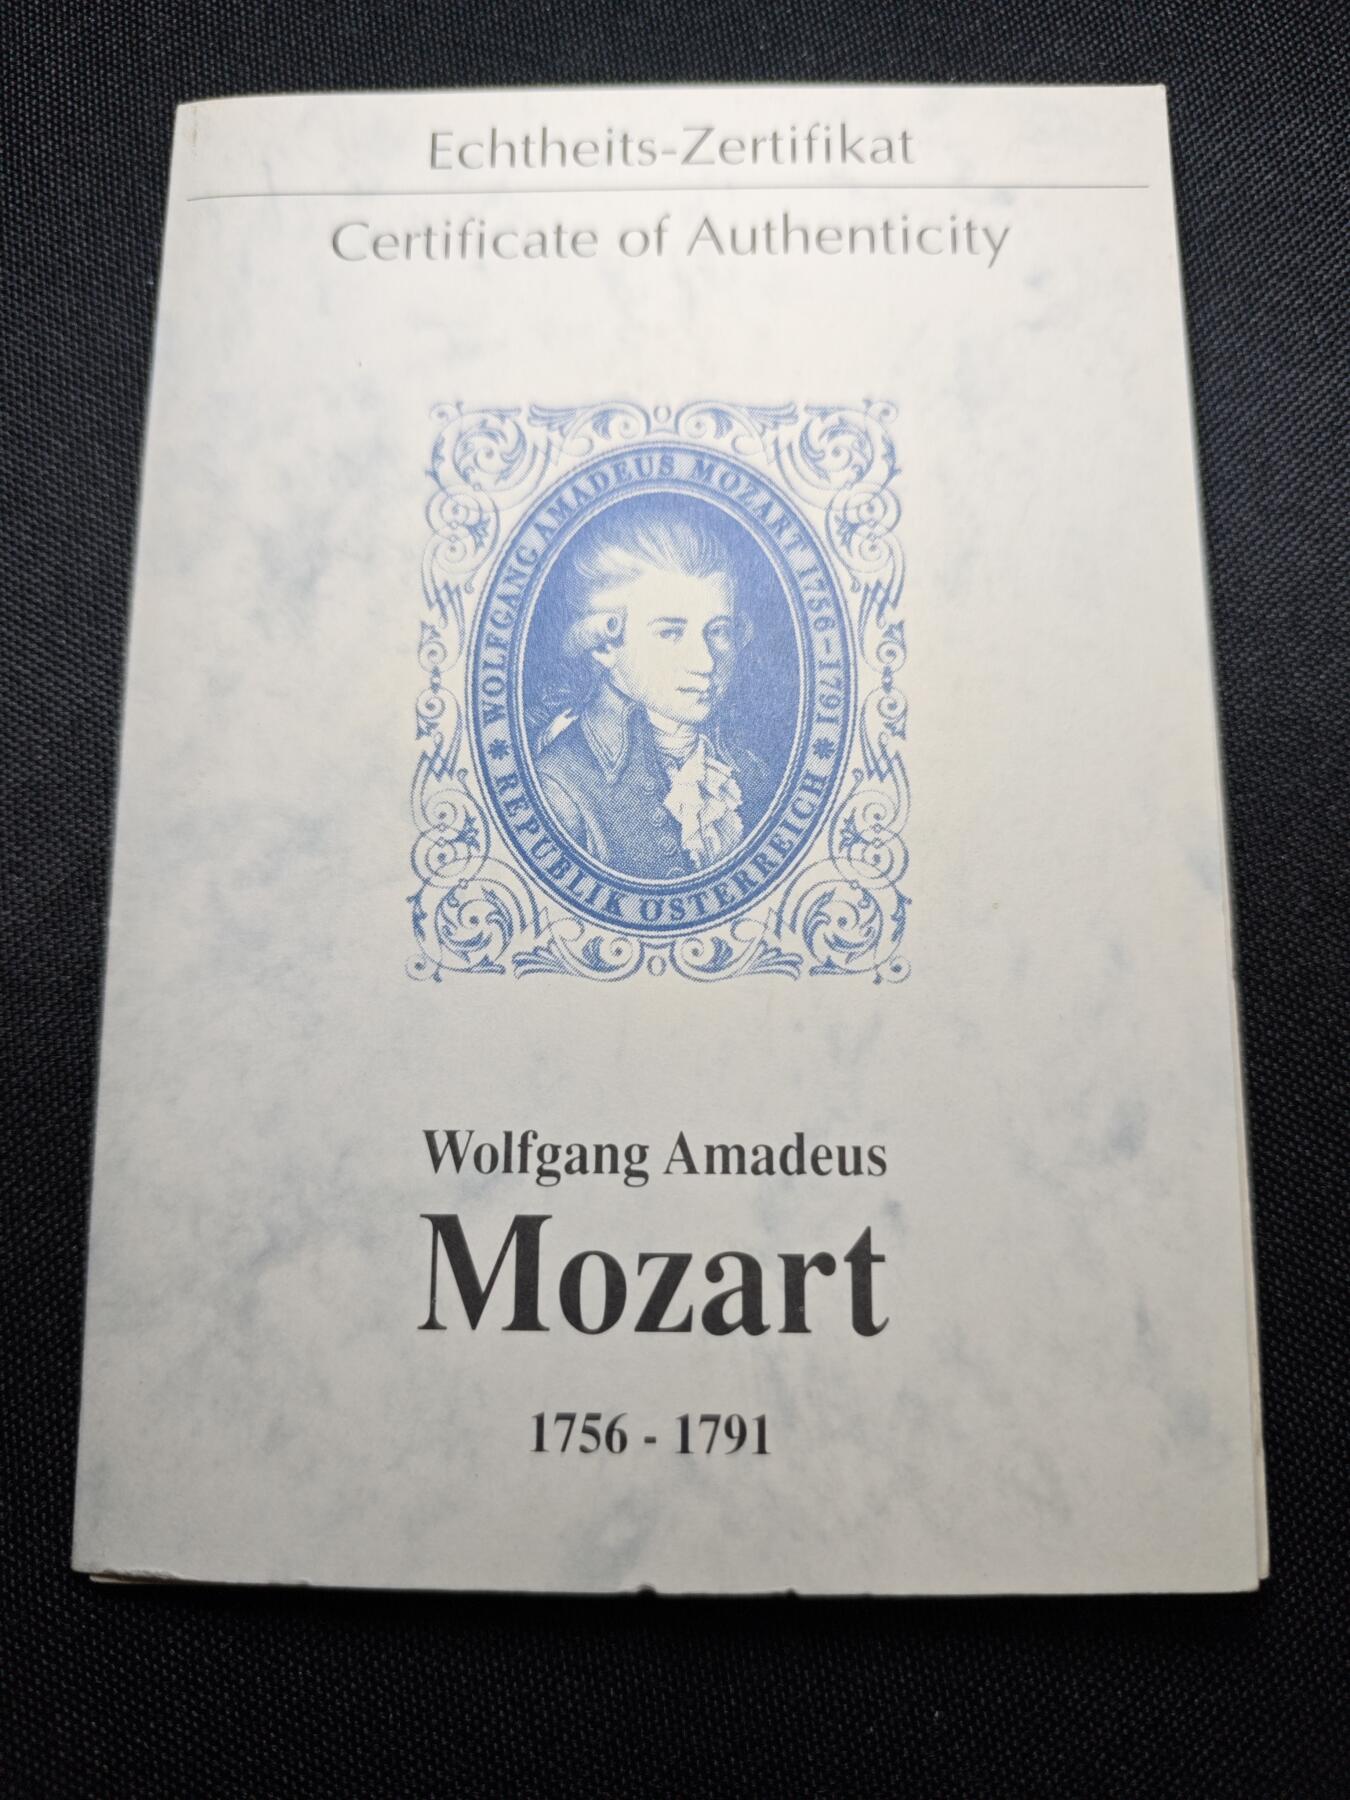 Echtheits-Zertifikat
Certificate of Authenticity
* WOLFGANG AMADEUS MOZART 1756-1791 *
REPUBLIK ÖSTERREICH
Wolfgang Amadeus
Mozart
1756 - 1791